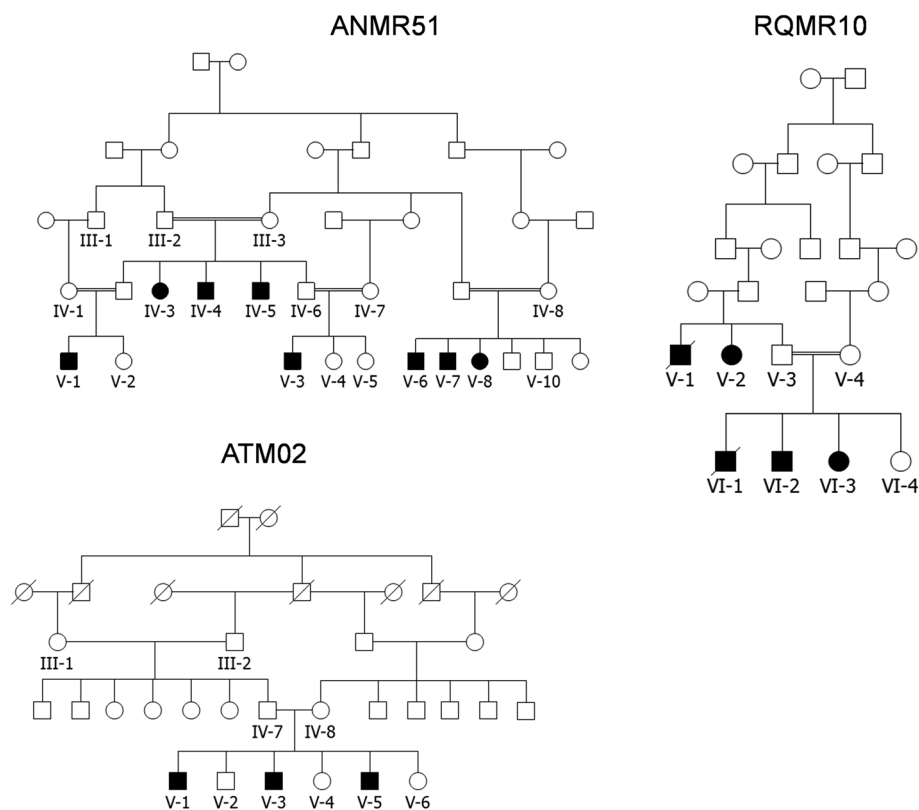 ANMR51
III-1 III-2 III-3
IV-1 IV-3 IV-4 IV-5 IV-6 IV-7 IV-8
V-1 V-2 V-3 V-4 V-5 V-6 V-7 V-8 V-10
RQMR10
V-1 V-2 V-3 V-4
VI-1 VI-2 VI-3 VI-4
ATM02
III-1 III-2
IV-7 IV-8
V-1 V-2 V-3 V-4 V-5 V-6